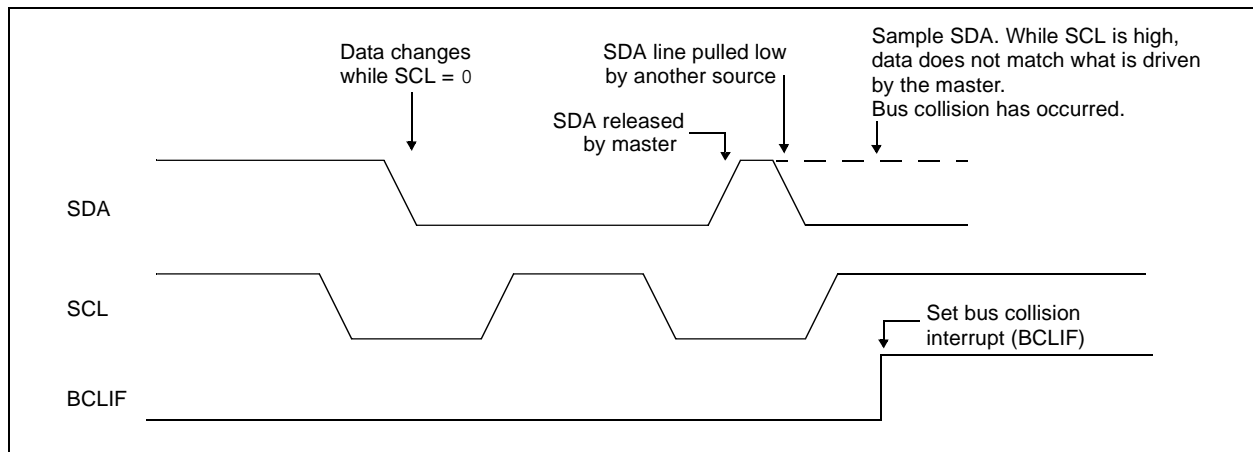 Data changes
while SCL = 0
SDA line pulled low
by another source
Sample SDA. While SCL is high,
data does not match what is driven
by the master.
Bus collision has occurred.
SDA released
by master
SDA
SCL
Set bus collision
interrupt (BCLIF)
BCLIF